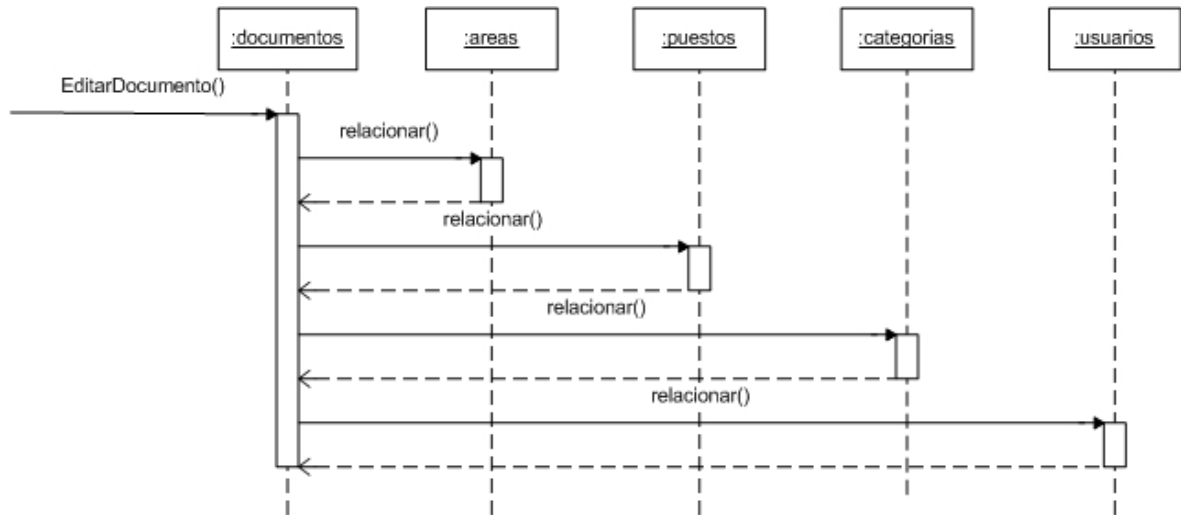 :documentos
:areas
:puestos
:categorias
:usuarios
EditarDocumento()
relacionar()
relacionar()
relacionar()
relacionar()